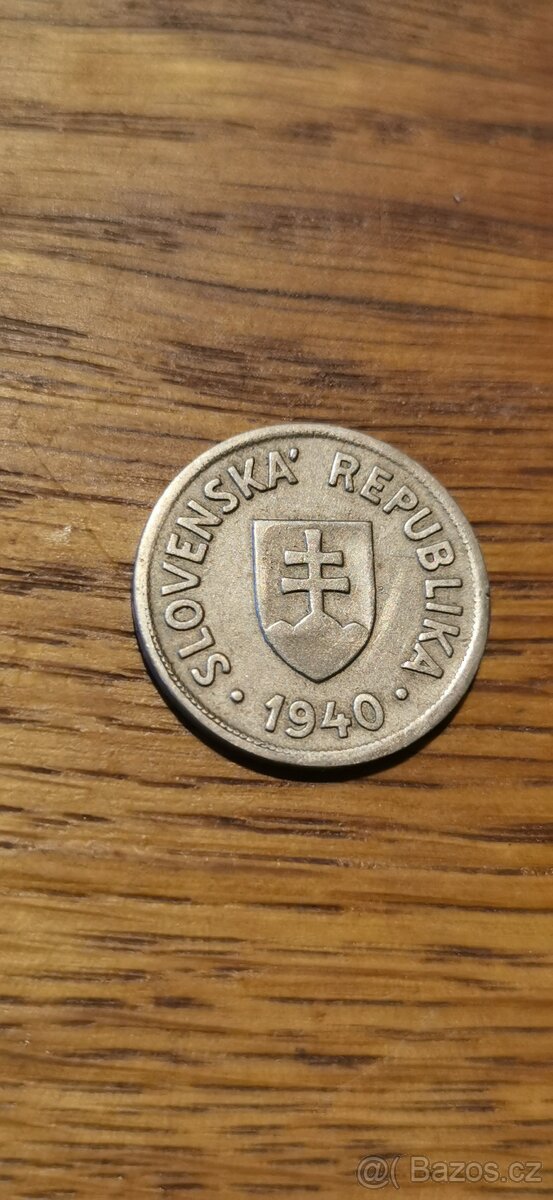 SLOVENSKÁ REPUBLIKA
· 1940 ·
@( Bazos.cz